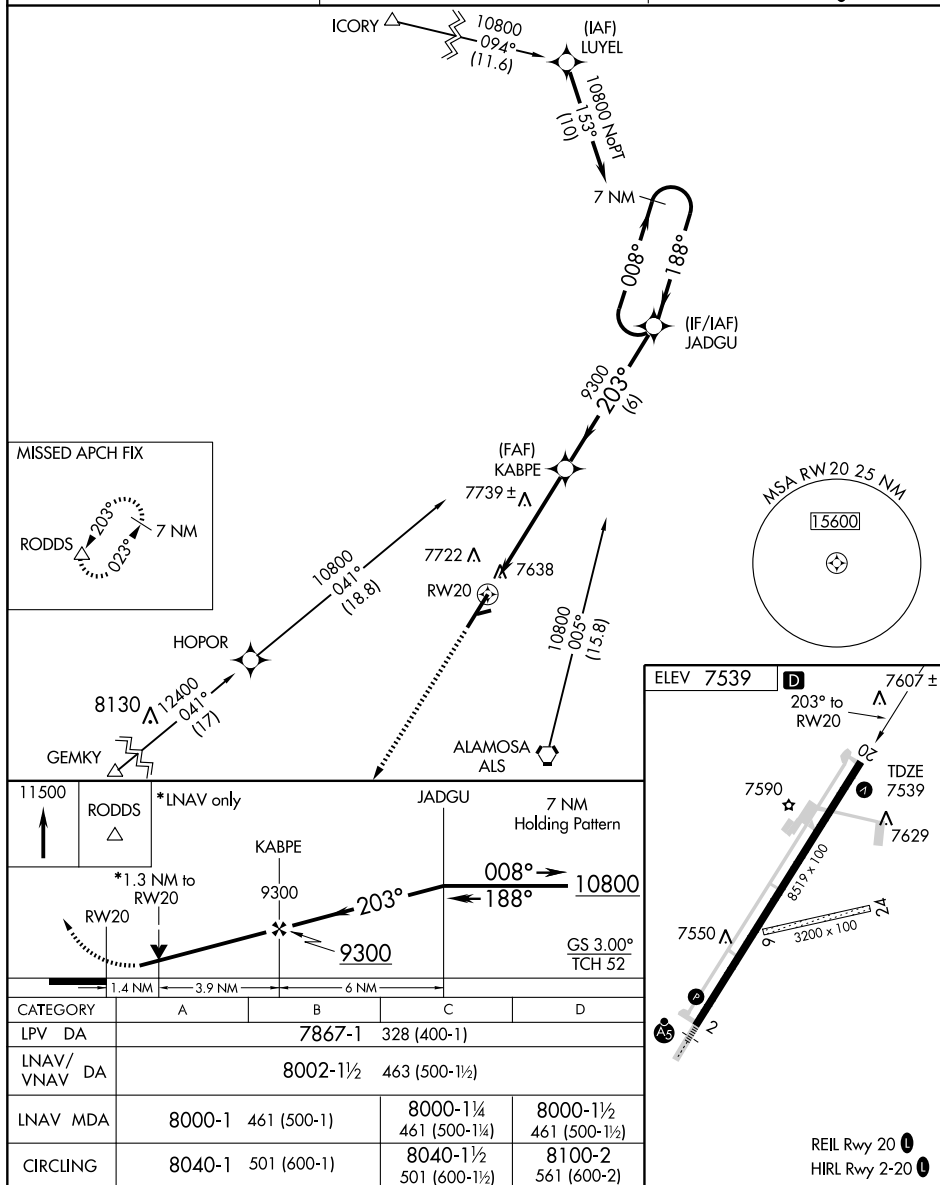 ICORY
10800
094°
(11.6)
(IAF)
LUYEL
10800 NoPT
153°
(10)
7 NM
008°
188°
(IF/IAF)
JADGU
9300
203°
(6)
(FAF)
KABPE
7739 ±
7722
7638
RW20
MISSED APCH FIX
RODDS
203°
023°
7 NM
10800
041°
(18.8)
HOPOR
8130
12400
041°
(17)
GEMKY
10800
005°
(15.8)
ALAMOSA
ALS
MSA RW20 25 NM
15600
ELEV 7539
D
7607 ±
203° to
RW20
20
TDZE
7539
V
7590
7629
8519 x 100
7550
6
3200 x 100
24
P
A5
2
REIL Rwy 20 L
HIRL Rwy 2-20 L
11500
RODDS
*LNAV only
JADGU
7 NM
Holding Pattern
KABPE
9300
*1.3 NM to
RW20
RW20
203°
008°
188°
10800
9300
GS 3.00°
TCH 52
1.4 NM
3.9 NM
6 NM
CATEGORY A B C D
LPV DA 7867-1 328 (400-1)
LNAV/
VNAV DA 8002-1½ 463 (500-1½)
LNAV MDA 8000-1 461 (500-1) 8000-1¼ 461 (500-1¼) 8000-1½ 461 (500-1½)
CIRCLING 8040-1 501 (600-1) 8040-1½ 501 (600-1½) 8100-2 561 (600-2)